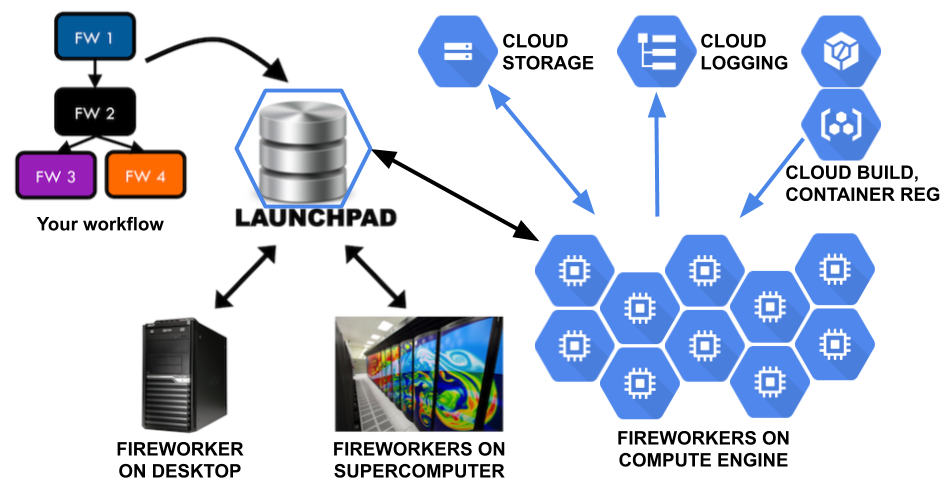 FW 1
FW 2
FW 3
FW 4
Your workflow
LAUNCHPAD
CLOUD
STORAGE
CLOUD
LOGGING
CLOUD BUILD,
CONTAINER REG
FIREWORKER
ON DESKTOP
FIREWORKERS ON
SUPERCOMPUTER
FIREWORKERS ON
COMPUTE ENGINE